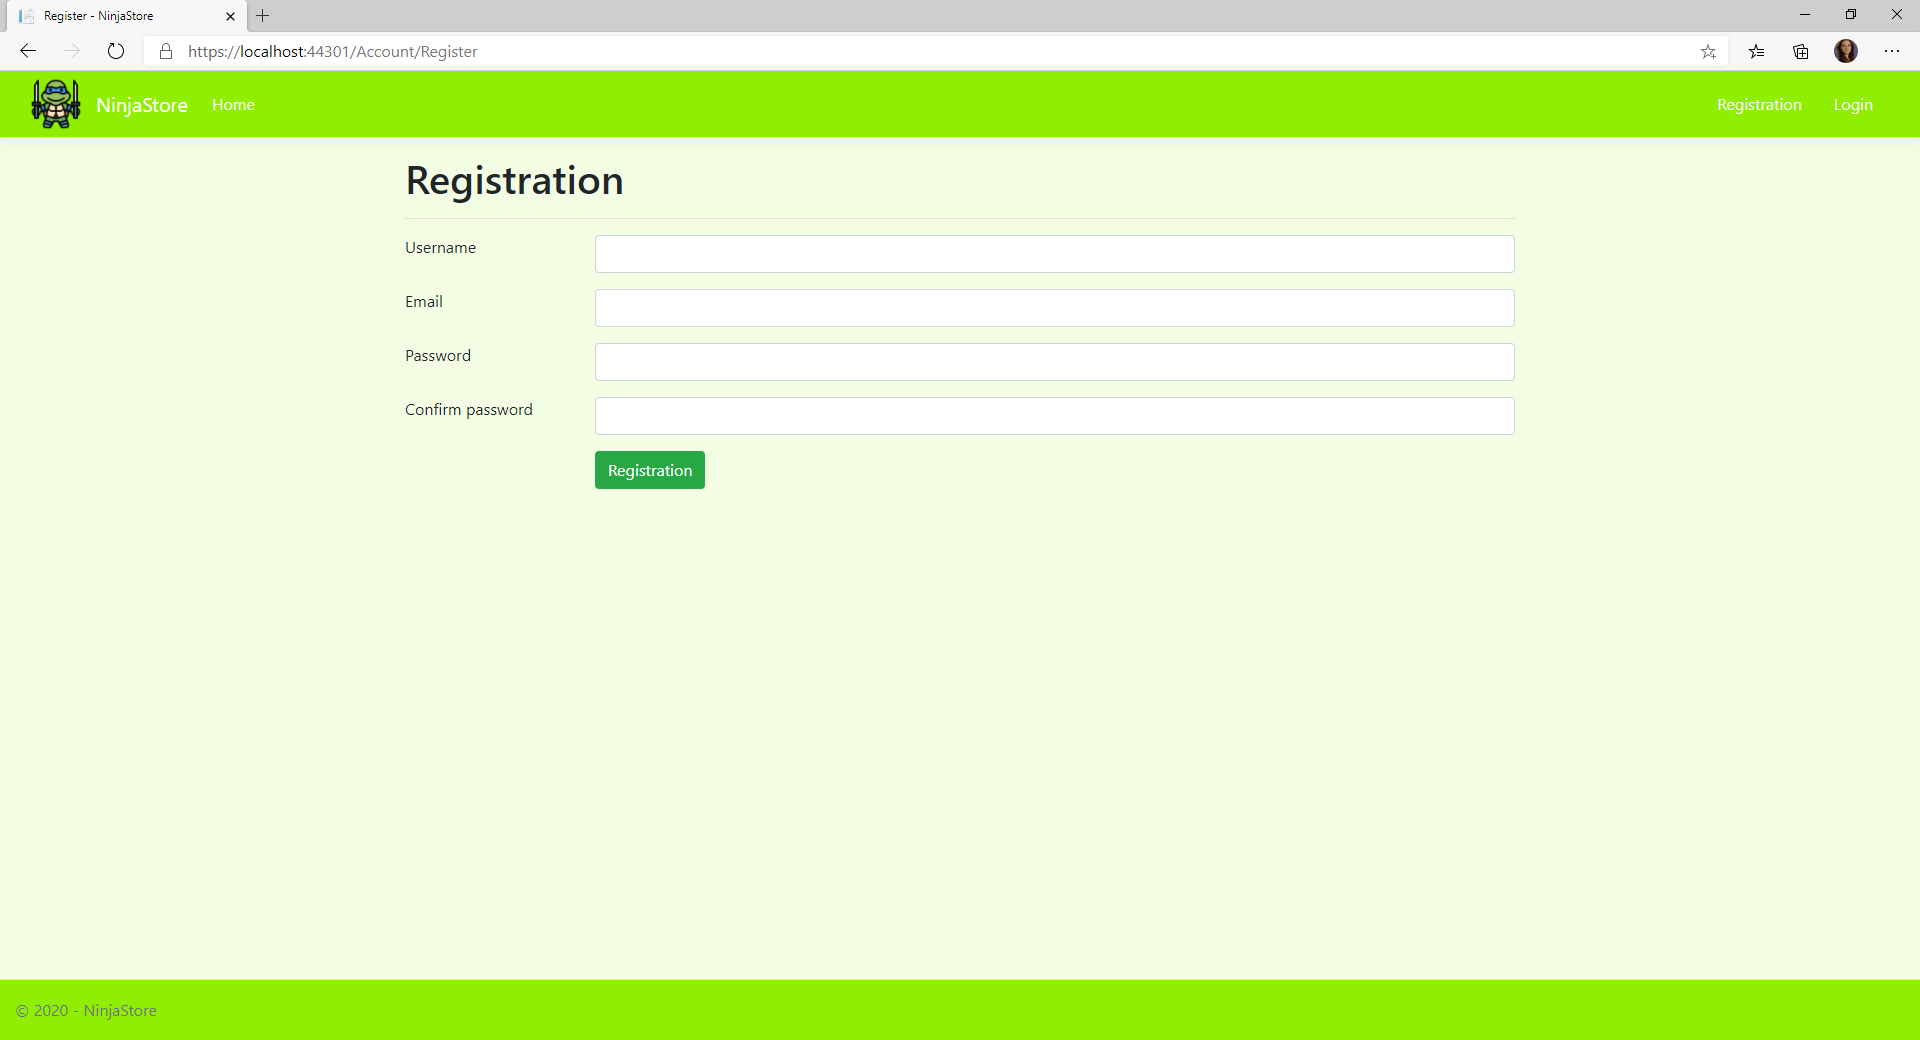 Register - NinjaStore
https://localhost:44301/Account/Register
NinjaStore Home Registration Login
Registration
Username
Email
Password
Confirm password
Registration
© 2020 - NinjaStore